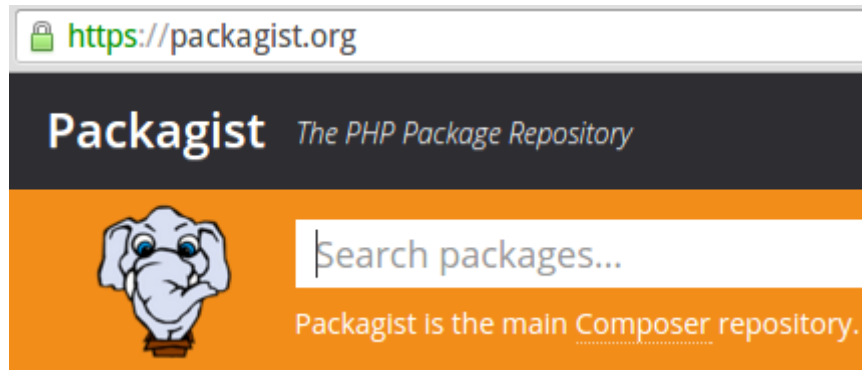 https://packagist.org
Packagist The PHP Package Repository
Search packages...
Packagist is the main Composer repository.